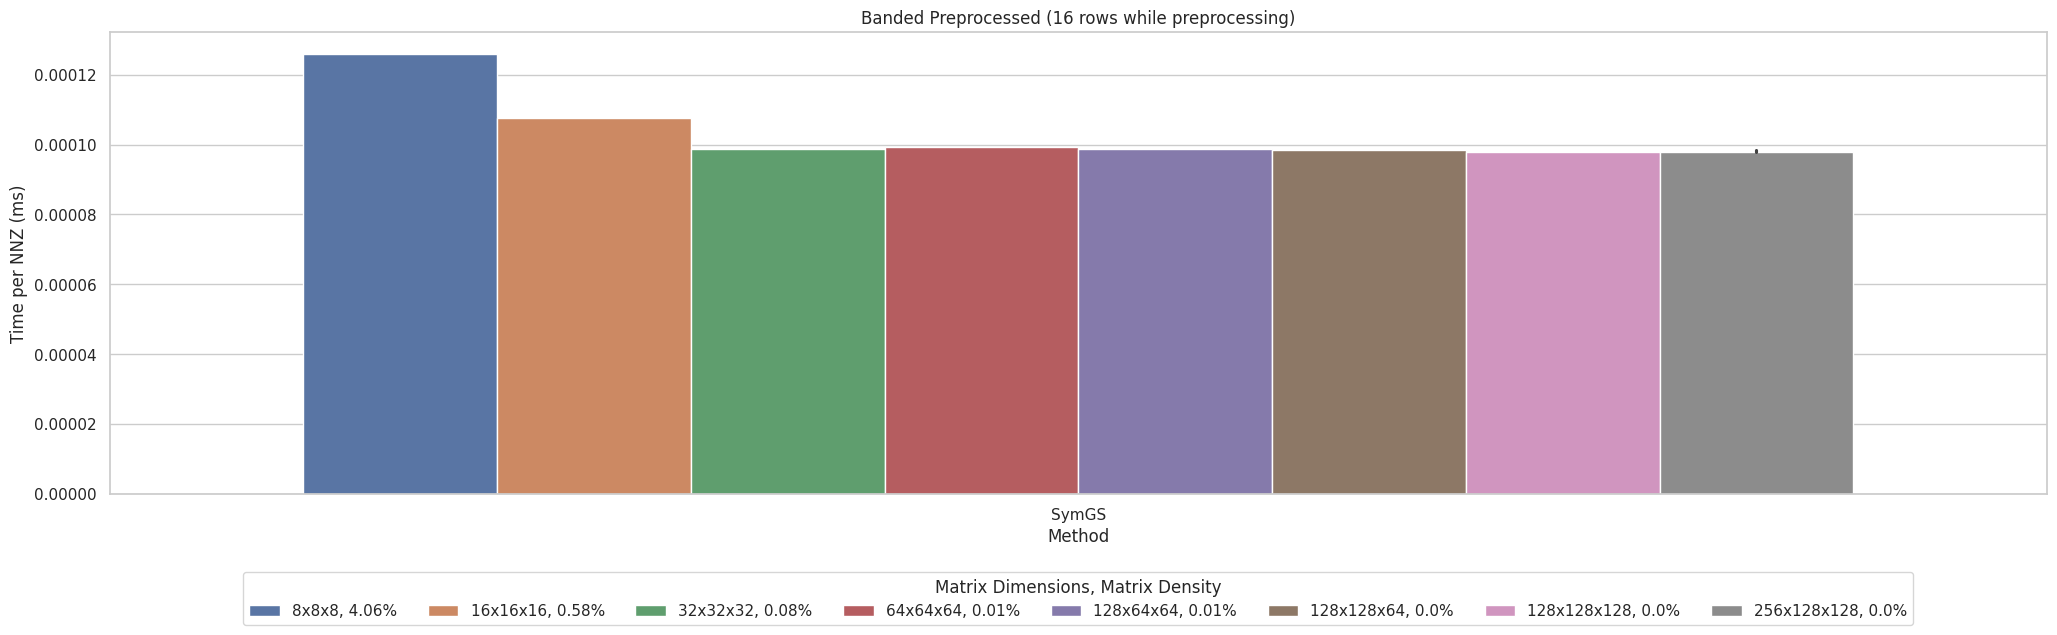 Banded Preprocessed (16 rows while preprocessing)
0.00012
0.00010
0.00008
0.00006
0.00004
0.00002
0.00000
Time per NNZ (ms)
SymGS
Method
Matrix Dimensions, Matrix Density
8x8x8, 4.06% 16x16x16, 0.58% 32x32x32, 0.08% 64x64x64, 0.01% 128x64x64, 0.01% 128x128x64, 0.0% 128x128x128, 0.0% 256x128x128, 0.0%